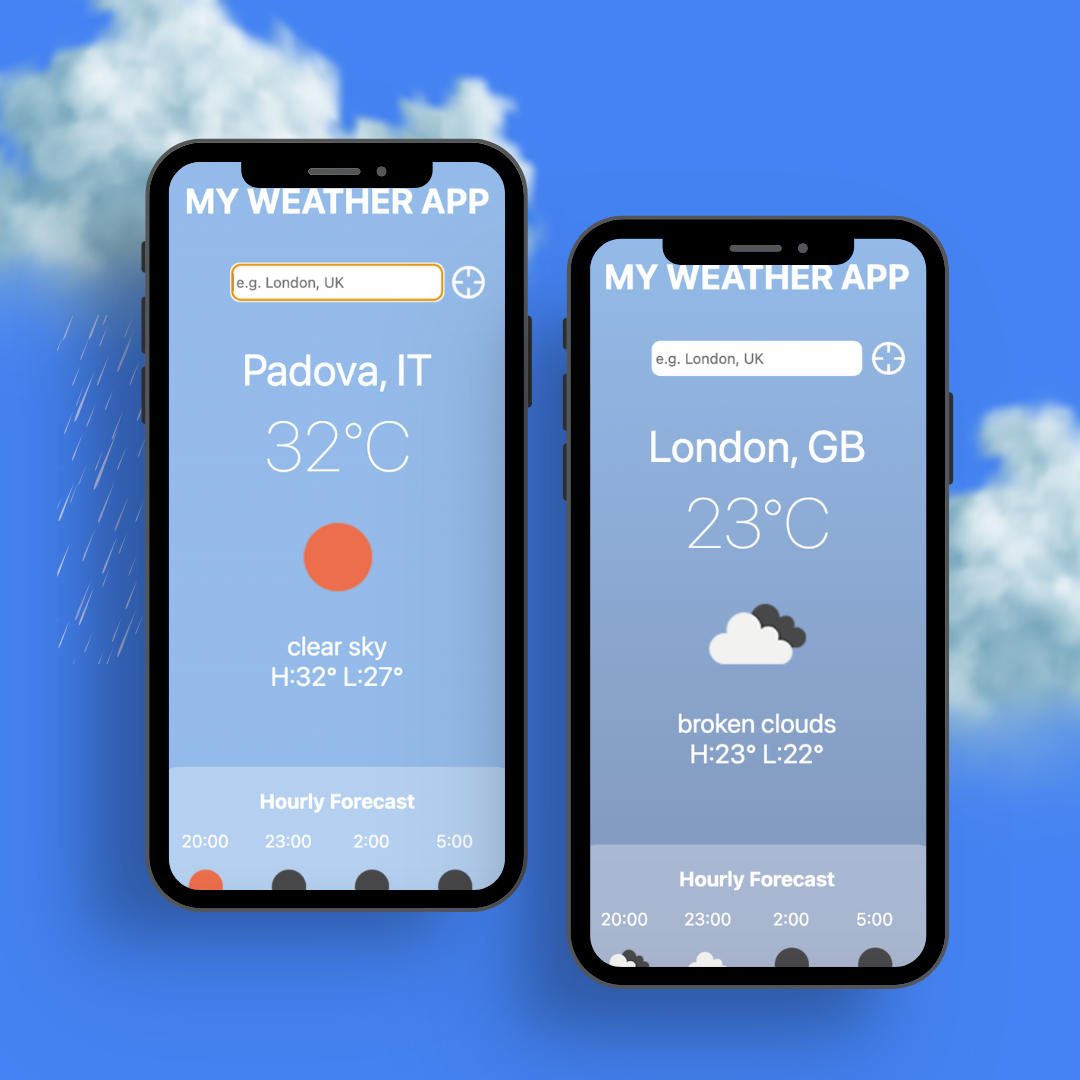 MY WEATHER APP
e.g. London, UK
Padova, IT
32°C
clear sky
H:32° L:27°
Hourly Forecast
20:00 23:00 2:00 5:00
MY WEATHER APP
e.g. London, UK
London, GB
23°C
broken clouds
H:23° L:22°
Hourly Forecast
20:00 23:00 2:00 5:00